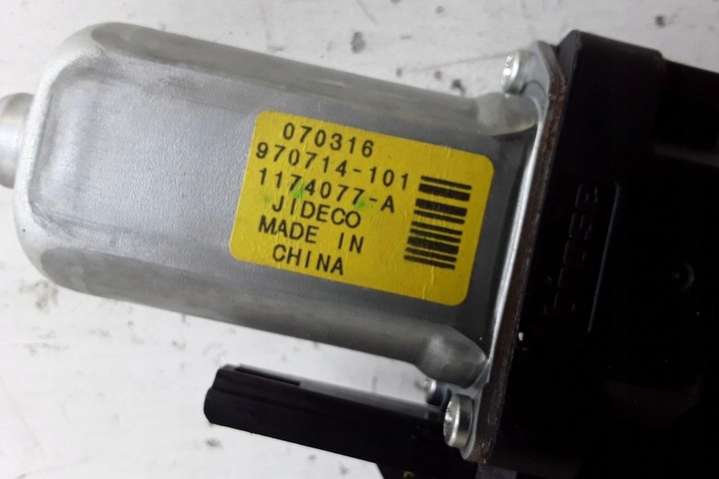 070316
970714-101
1174077-A
JIDECO
MADE IN
CHINA